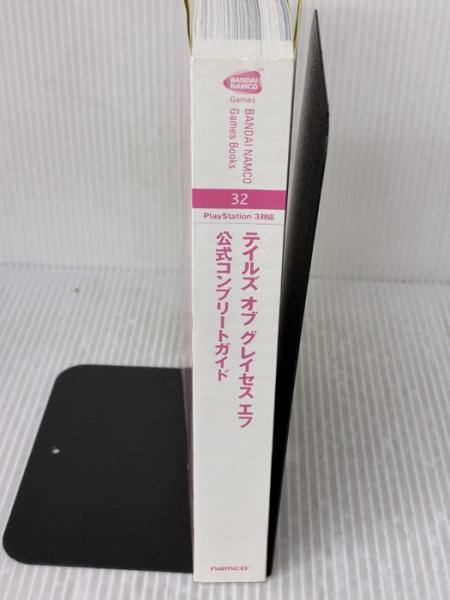 BANDAI
NAMCO
Games
BANDAI NAMCO
Games Books
32
PlayStation 3対応
テイルズ オブ グレイセス エフ
公式コンプリートガイド
namco